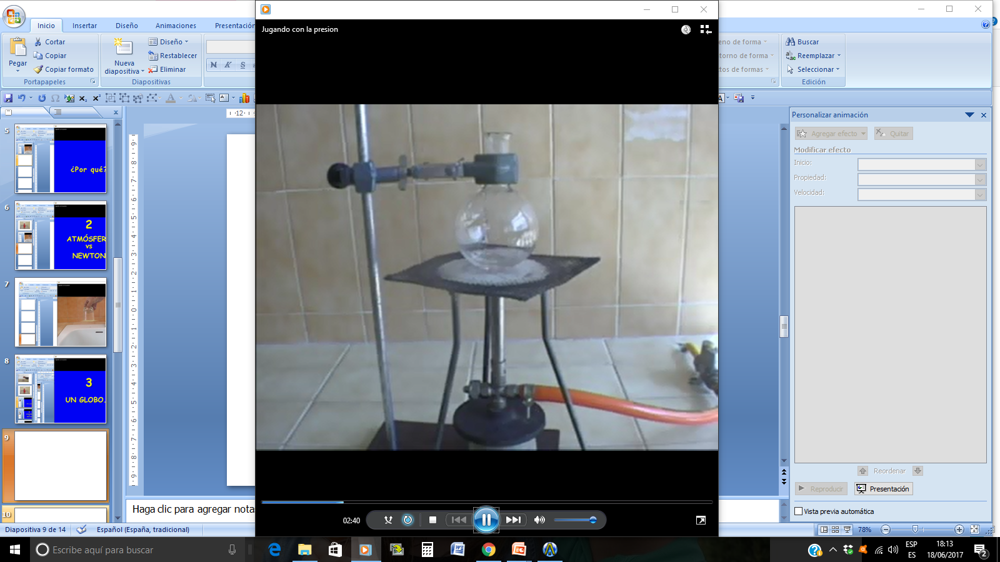 Jugando con la presion
Inicio
Insertar
Diseño
Animaciones
Presentación
Pegar
Cortar
Copiar
Copiar formato
Portapapeles
Nueva
diapositiva
Diseño
Restablecer
Eliminar
Diapositivas
N K S
eno de forma
torno de forma
tos de formas
Buscar
Reemplazar
Seleccionar
Edición
12
5
¿Por qué?
6
2
ATMÓSFER
vs
NEWTON
7
8
3
UN GLOBO.
9
10
Personalizar animación
Agregar efecto
Quitar
Modificar efecto
Inicio:
Propiedad:
Velocidad:
Reordenar
Reproducir
Presentación
Vista previa automática
Haga clic para agregar notas
02:40
Diapositiva 9 de 14
Español (España, tradicional)
78%
Escribe aquí para buscar
ESP
ES
18:13
18/06/2017
2